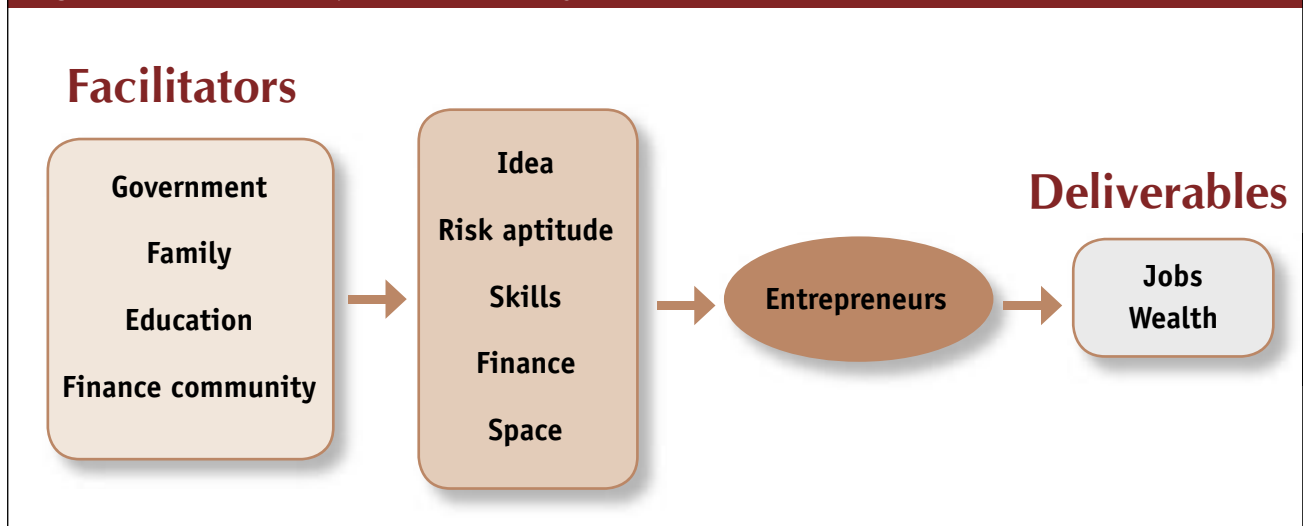 Facilitators
Government
Family
Education
Finance community
Idea
Risk aptitude
Skills
Finance
Space
Entrepreneurs
Deliverables
Jobs
Wealth